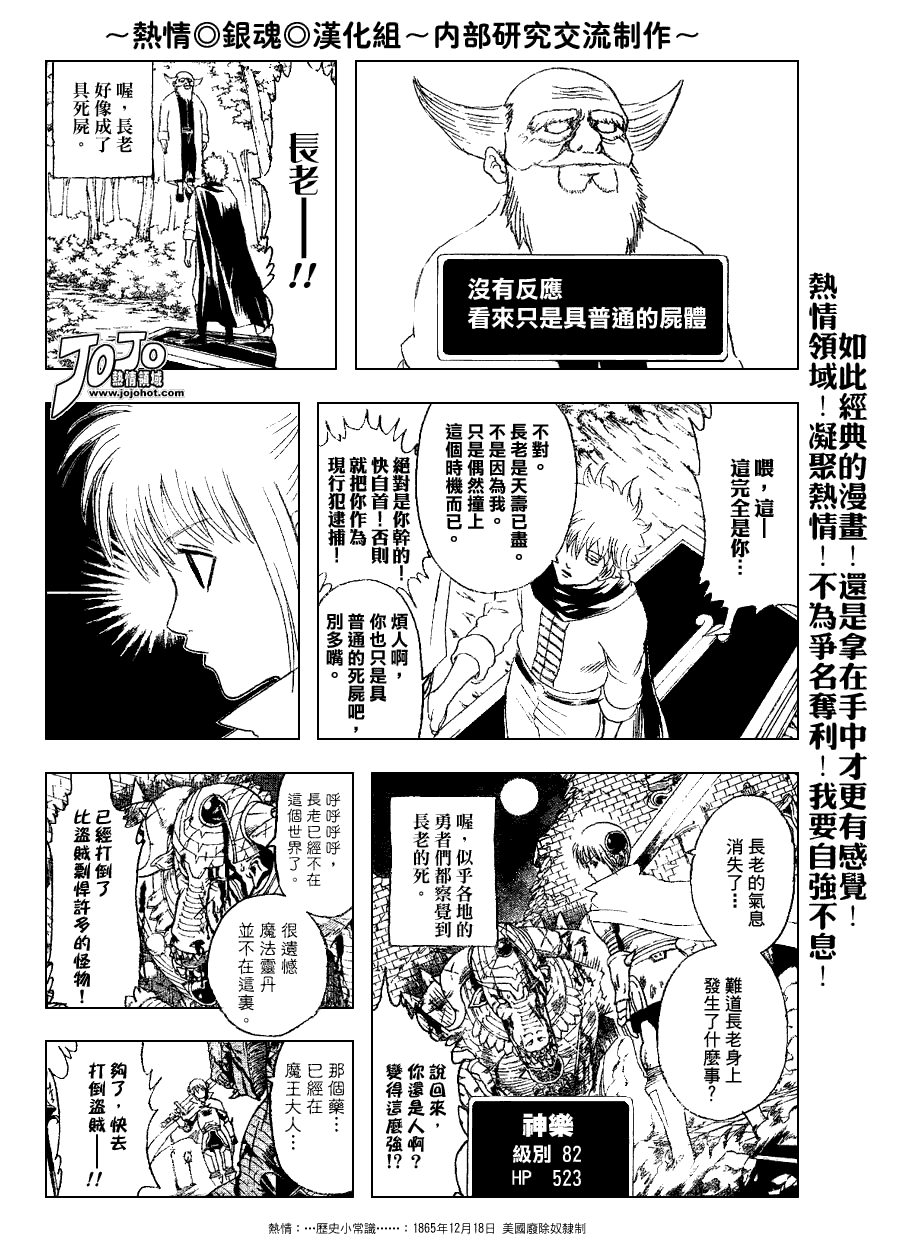 ～熱情◎銀魂◎漢化組～内部研究交流制作～
沒有反應
看來只是具普通的屍體
長老——!!
喔，長老
好像成了
具死屍。
JOJO
熱情領域
www.jojohot.com
喂，這—
這完全是你…
不對。
長老是天壽已盡。
不是因為我。
只是偶然撞上
這個時機而已。
絕對是你幹的！
快自首！否則
就把你作為
現行犯逮捕！
煩人啊，
你也只是具
普通的死屍吧，
別多嘴。
長老的氣息
消失了…
難道長老身上
發生了什麼事？
喔，似乎各地的
勇者們都察覺到
長老的死。
說回來，
你還是人啊？
變得這麼強!?
神樂
級別 82
HP 523
呼呼呼呼，
長老已經不在
這個世界了。
很遺憾
魔法靈丹
並不在這裏。
已經打倒了
比盜賊剽悍許多的怪物！
那個藥…
已經在
魔王大人…
夠了，快去
打倒盜賊——!!
如此經典的漫畫！還是拿在手中才更有感覺！
熱情領域！凝聚熱情！不為爭名奪利！我要自強不息！
熱情：…歷史小常識……：1865年12月18日 美國廢除奴隸制